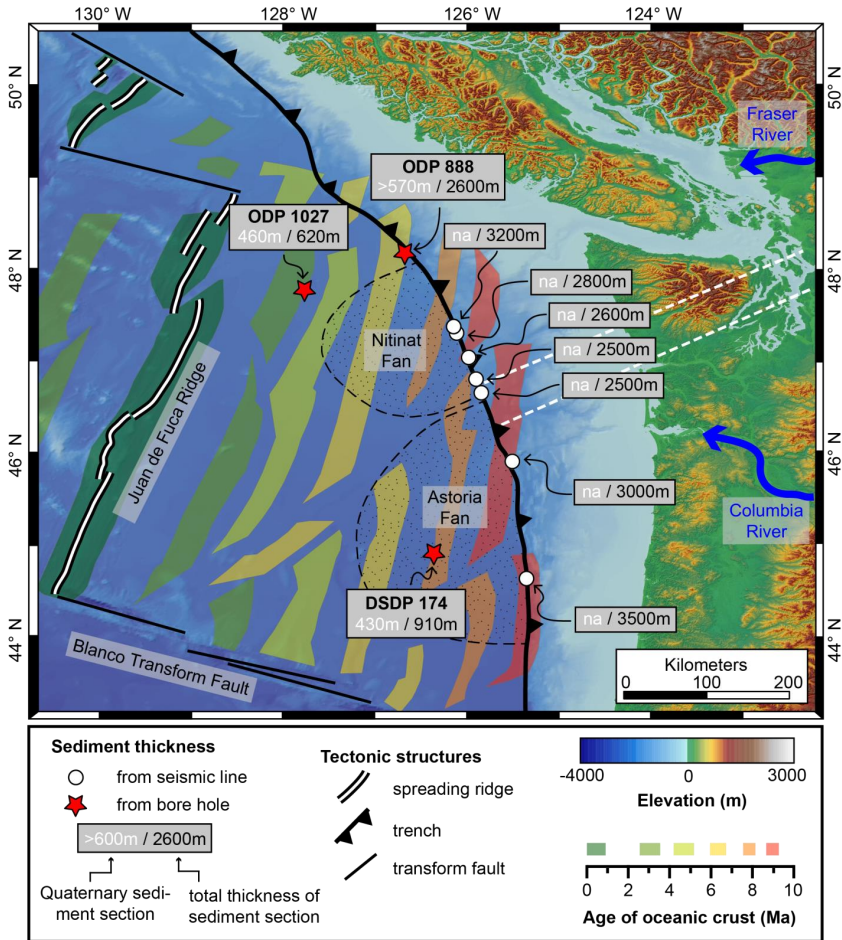 130° W
128° W
126° W
124° W
50° N
48° N
46° N
44° N
50° N
48° N
46° N
44° N
Fraser
River
ODP 888
>570m / 2600m
ODP 1027
460m / 620m
na / 3200m
na / 2800m
na / 2600m
na / 2500m
na / 2500m
Nitinat
Fan
Juan de Fuca Ridge
na / 3000m
Astoria
Fan
Columbia
River
DSDP 174
430m / 910m
na / 3500m
Blanco Transform Fault
Kilometers
0 100 200
Sediment thickness
from seismic line
from bore hole
>600m / 2600m
Quaternary sedi-
ment section
total thickness of
sediment section
Tectonic structures
spreading ridge
trench
transform fault
-4000 0 3000
Elevation (m)
0 2 4 6 8 10
Age of oceanic crust (Ma)